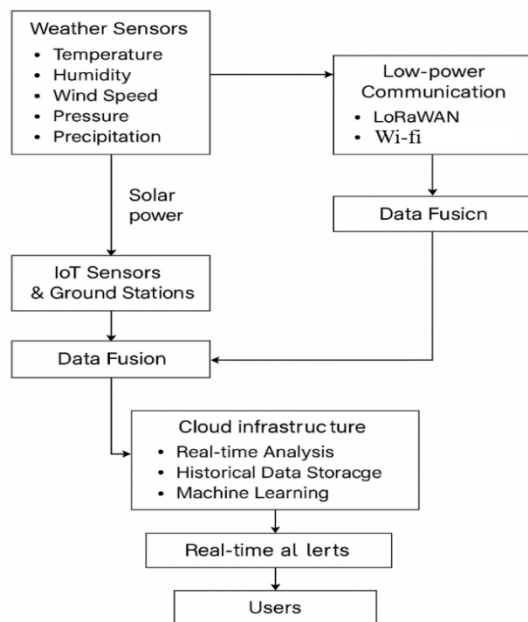 Weather Sensors
• Temperature
• Humidity
• Wind Speed
• Pressure
• Precipitation
Low-power
Communication
• LoRaWAN
• Wi-fi
Solar
power
Data Fusicn
IoT Sensors
& Ground Stations
Data Fusion
Cloud infrastructure
• Real-time Analysis
• Historical Data Storacge
• Machine Learning
Real-time al lerts
Users